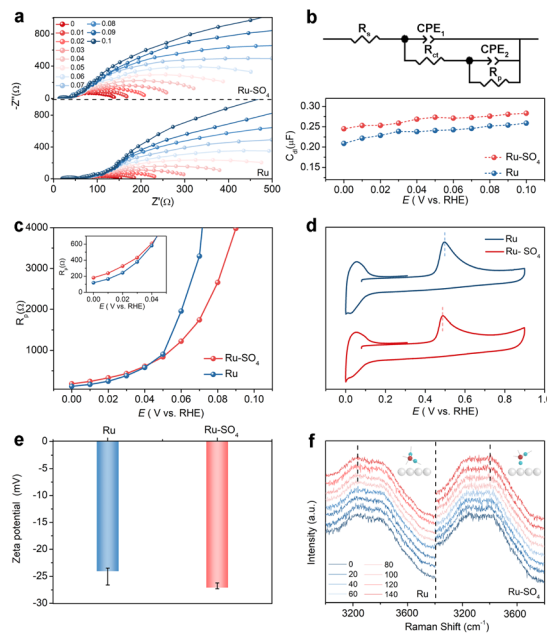 a
0
0.01
0.02
0.03
0.04
0.05
0.06
0.07
0.08
0.09
0.1
Ru-SO4
Ru
-Z''(Ω)
800
400
0
800
400
0
0 100 200 300 400 500
Z'(Ω)
b
Rs
CPE1
Rct
CPE2
Rp
Cdl(μF)
0.30
0.25
0.20
0.15
Ru-SO4
Ru
0.00 0.02 0.04 0.06 0.08 0.10
E ( V vs. RHE)
c
Rp(Ω)
4000
3000
2000
1000
Rp(Ω)
600
400
200
0
0.00 0.02 0.04
E ( V vs. RHE)
Ru-SO4
Ru
0.00 0.02 0.04 0.06 0.08 0.10
E ( V vs. RHE)
d
Ru
Ru- SO4
0.0 0.2 0.4 0.6 0.8 1.0
E ( V vs. RHE)
e
Ru Ru-SO4
Zeta potential (mV)
0
-5
-10
-15
-20
-25
-30
f
Intensity (a.u.)
0
20
40
60
80
100
120
140
Ru
Ru-SO4
3200 3600 3200 3600
Raman Shift (cm-1)